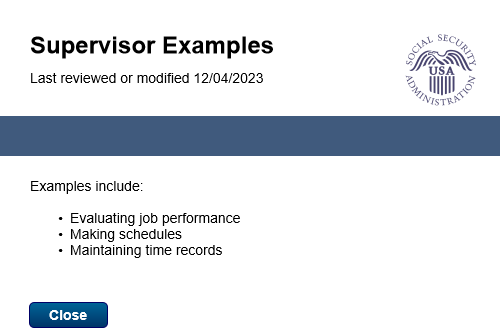 Supervisor Examples
Last reviewed or modified 12/04/2023
SOCIAL SECURITY
USA
ADMINISTRATION
Examples include:
• Evaluating job performance
• Making schedules
• Maintaining time records
Close